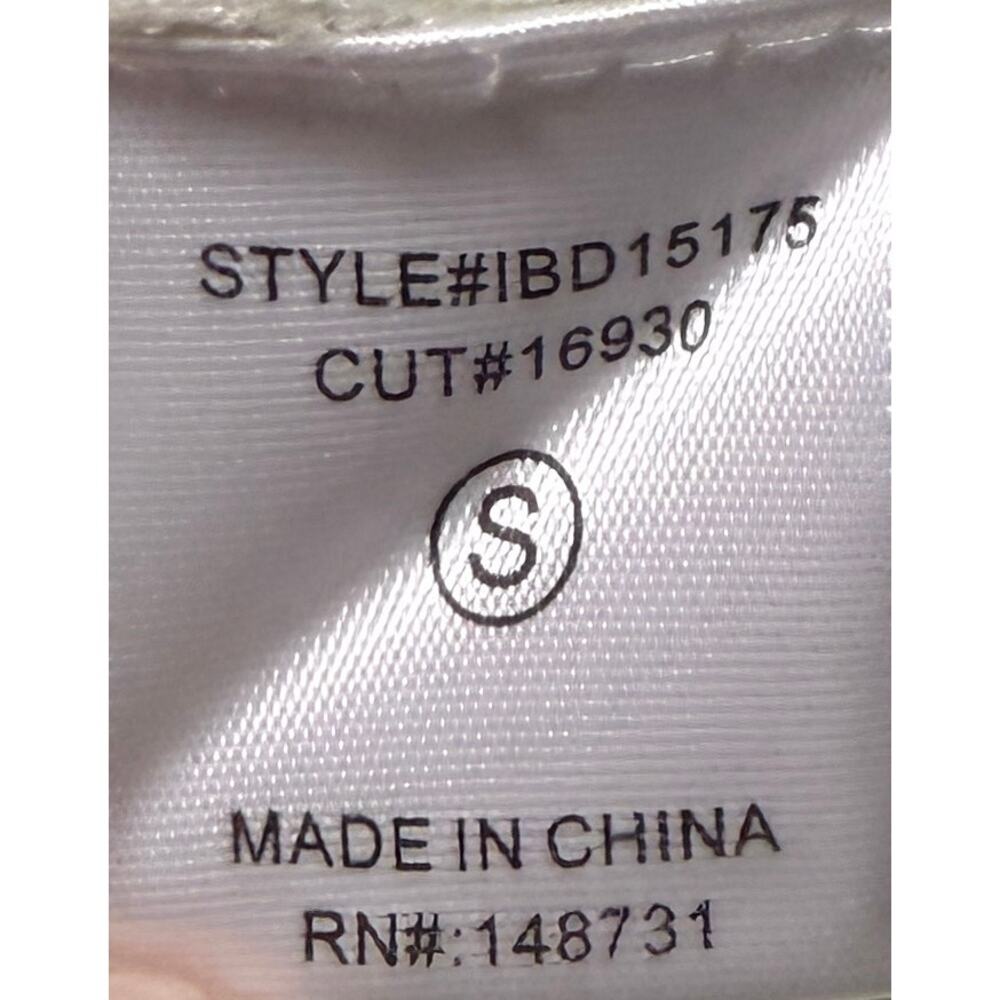 STYLE#IBD15175
CUT#16930
S
MADE IN CHINA
RN#:148731